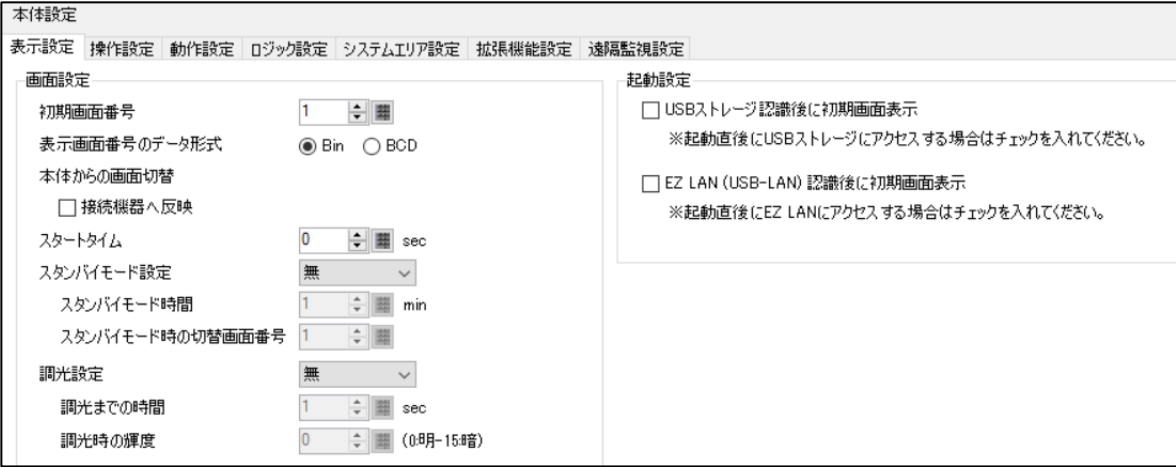 本体設定
表示設定 操作設定 動作設定 ロジック設定 システムエリア設定 拡張機能設定 遠隔監視設定
画面設定
初期画面番号 1
表示画面番号のデータ形式 Bin BCD
本体からの画面切替
接続機器へ反映
スタートタイム 0 sec
スタンバイモード設定 無
スタンバイモード時間 1 min
スタンバイモード時の切替画面番号 1
調光設定 無
調光までの時間 1 sec
調光時の輝度 0 (0:明-15:暗)
起動設定
USBストレージ認識後に初期画面表示
※起動直後にUSBストレージにアクセスする場合はチェックを入れてください。
EZ LAN (USB-LAN) 認識後に初期画面表示
※起動直後にEZ LANにアクセスする場合はチェックを入れてください。